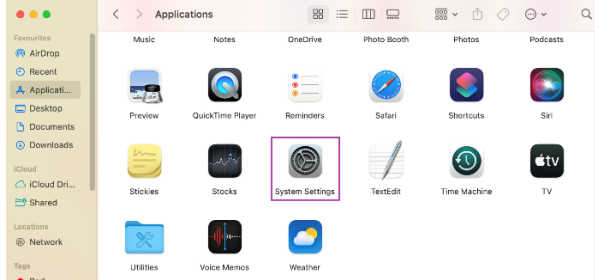 Applications
Favourites
AirDrop
Recent
Applicati...
Desktop
Documents
Downloads
iCloud
iCloud Dri...
Shared
Locations
Network
Tags
Red
Music
Notes
OneDrive
Photo Booth
Photos
Podcasts
Preview
QuickTime Player
Reminders
Safari
Shortcuts
Siri
Stickies
Stocks
System Settings
TextEdit
Time Machine
tv
TV
Utilities
Voice Memos
Weather